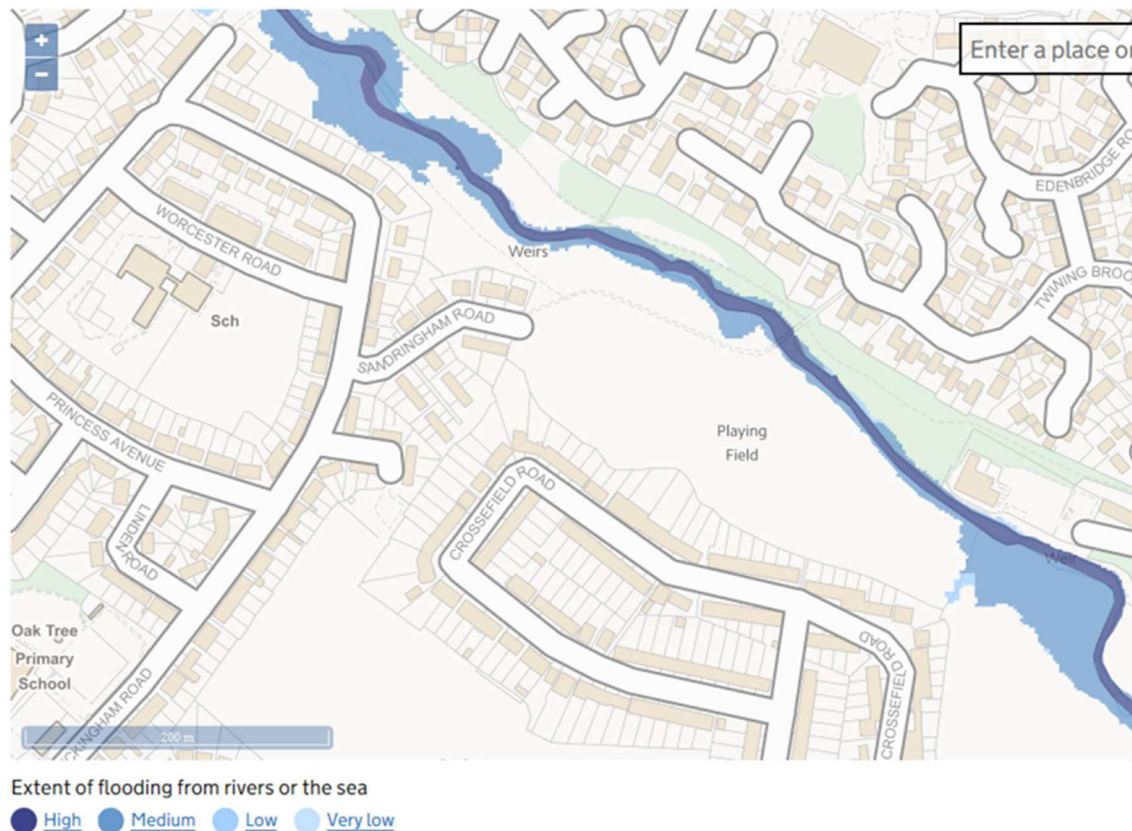 +
−
Enter a place or
EDENBRIDGE RO
WORCESTER ROAD
Weirs
TWINING BROO
Sch
SANDRINGHAM ROAD
PRINCESS AVENUE
Playing
Field
CROSSEFIELD ROAD
LINDEN ROAD
Weir
Oak Tree
Primary
School
CROSSEFIELD ROAD
CKINGHAM ROAD
200 m
Extent of flooding from rivers or the sea
High Medium Low Very low